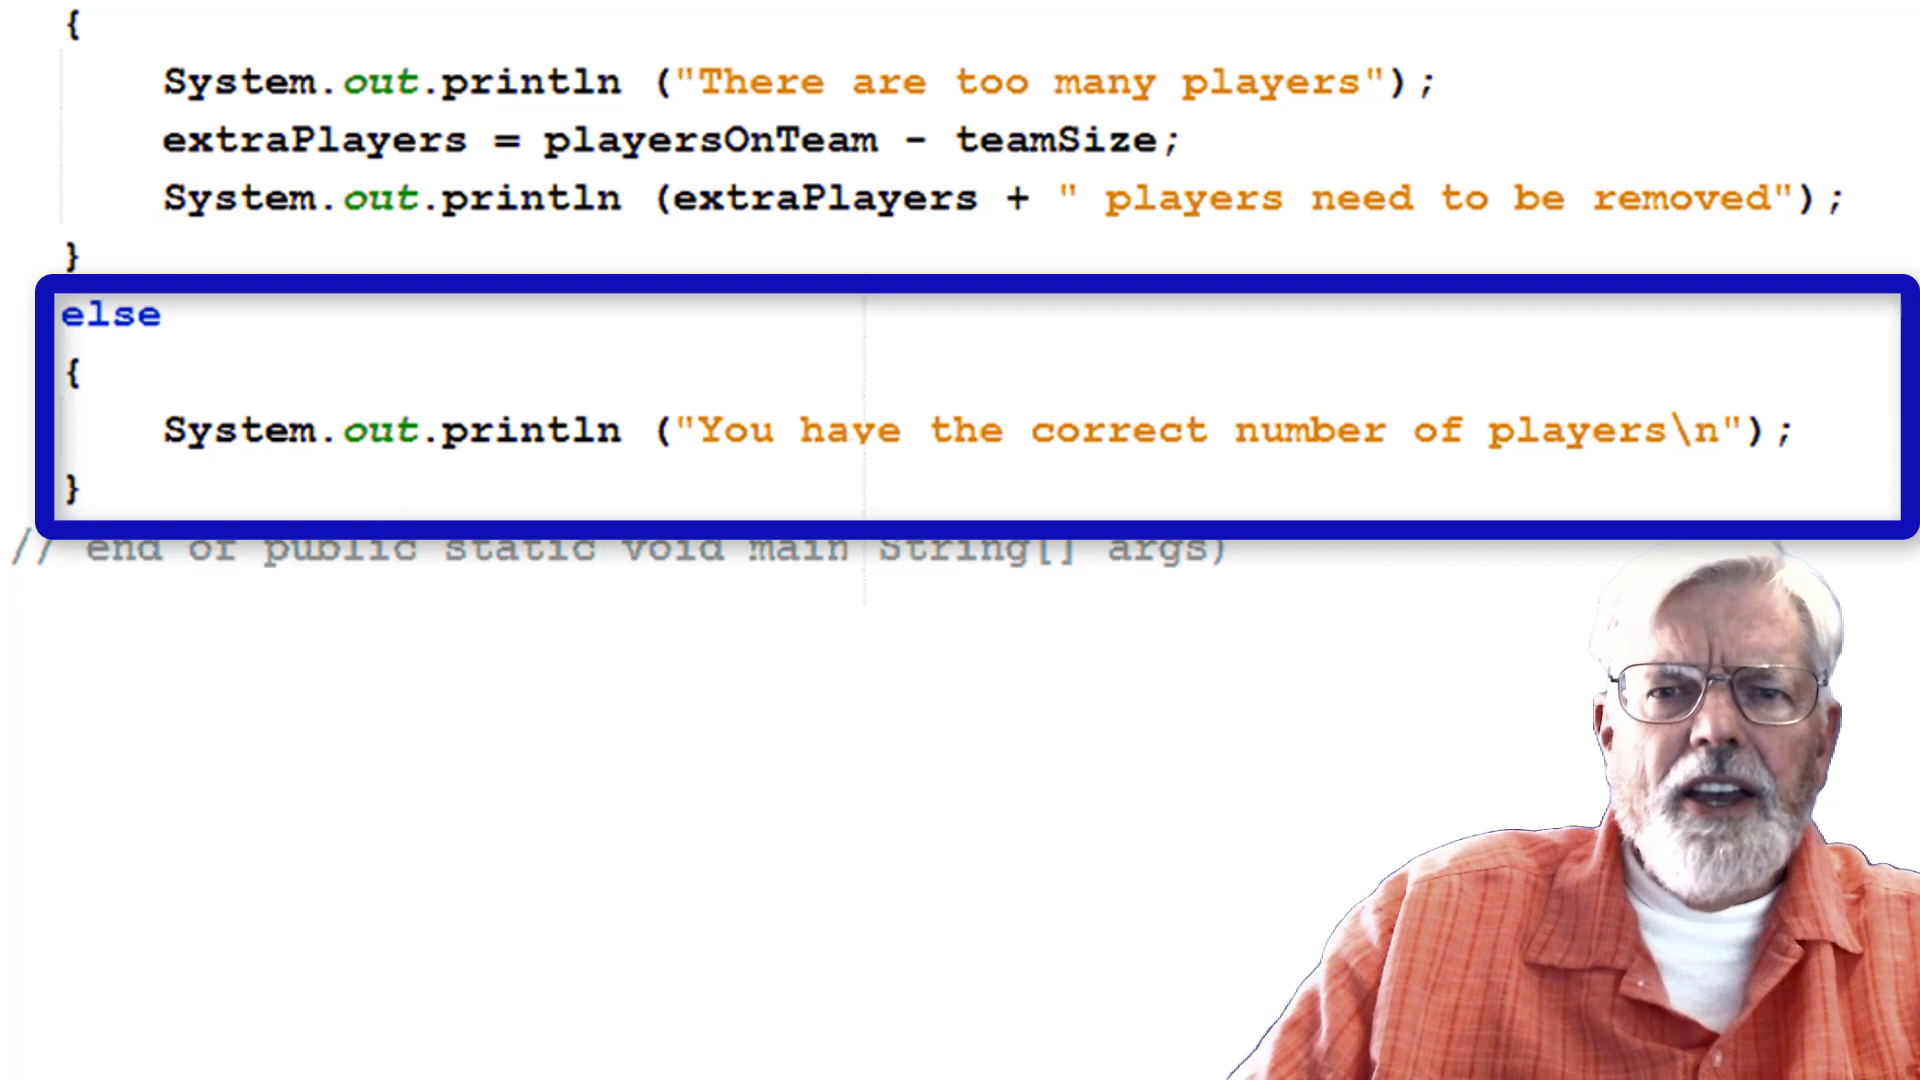 {
System.out.println ("There are too many players");
extraPlayers = playersOnTeam - teamSize;
System.out.println (extraPlayers + " players need to be removed");
}
else
{
System.out.println ("You have the correct number of players\n");
}
// end of public static void main String[] args)